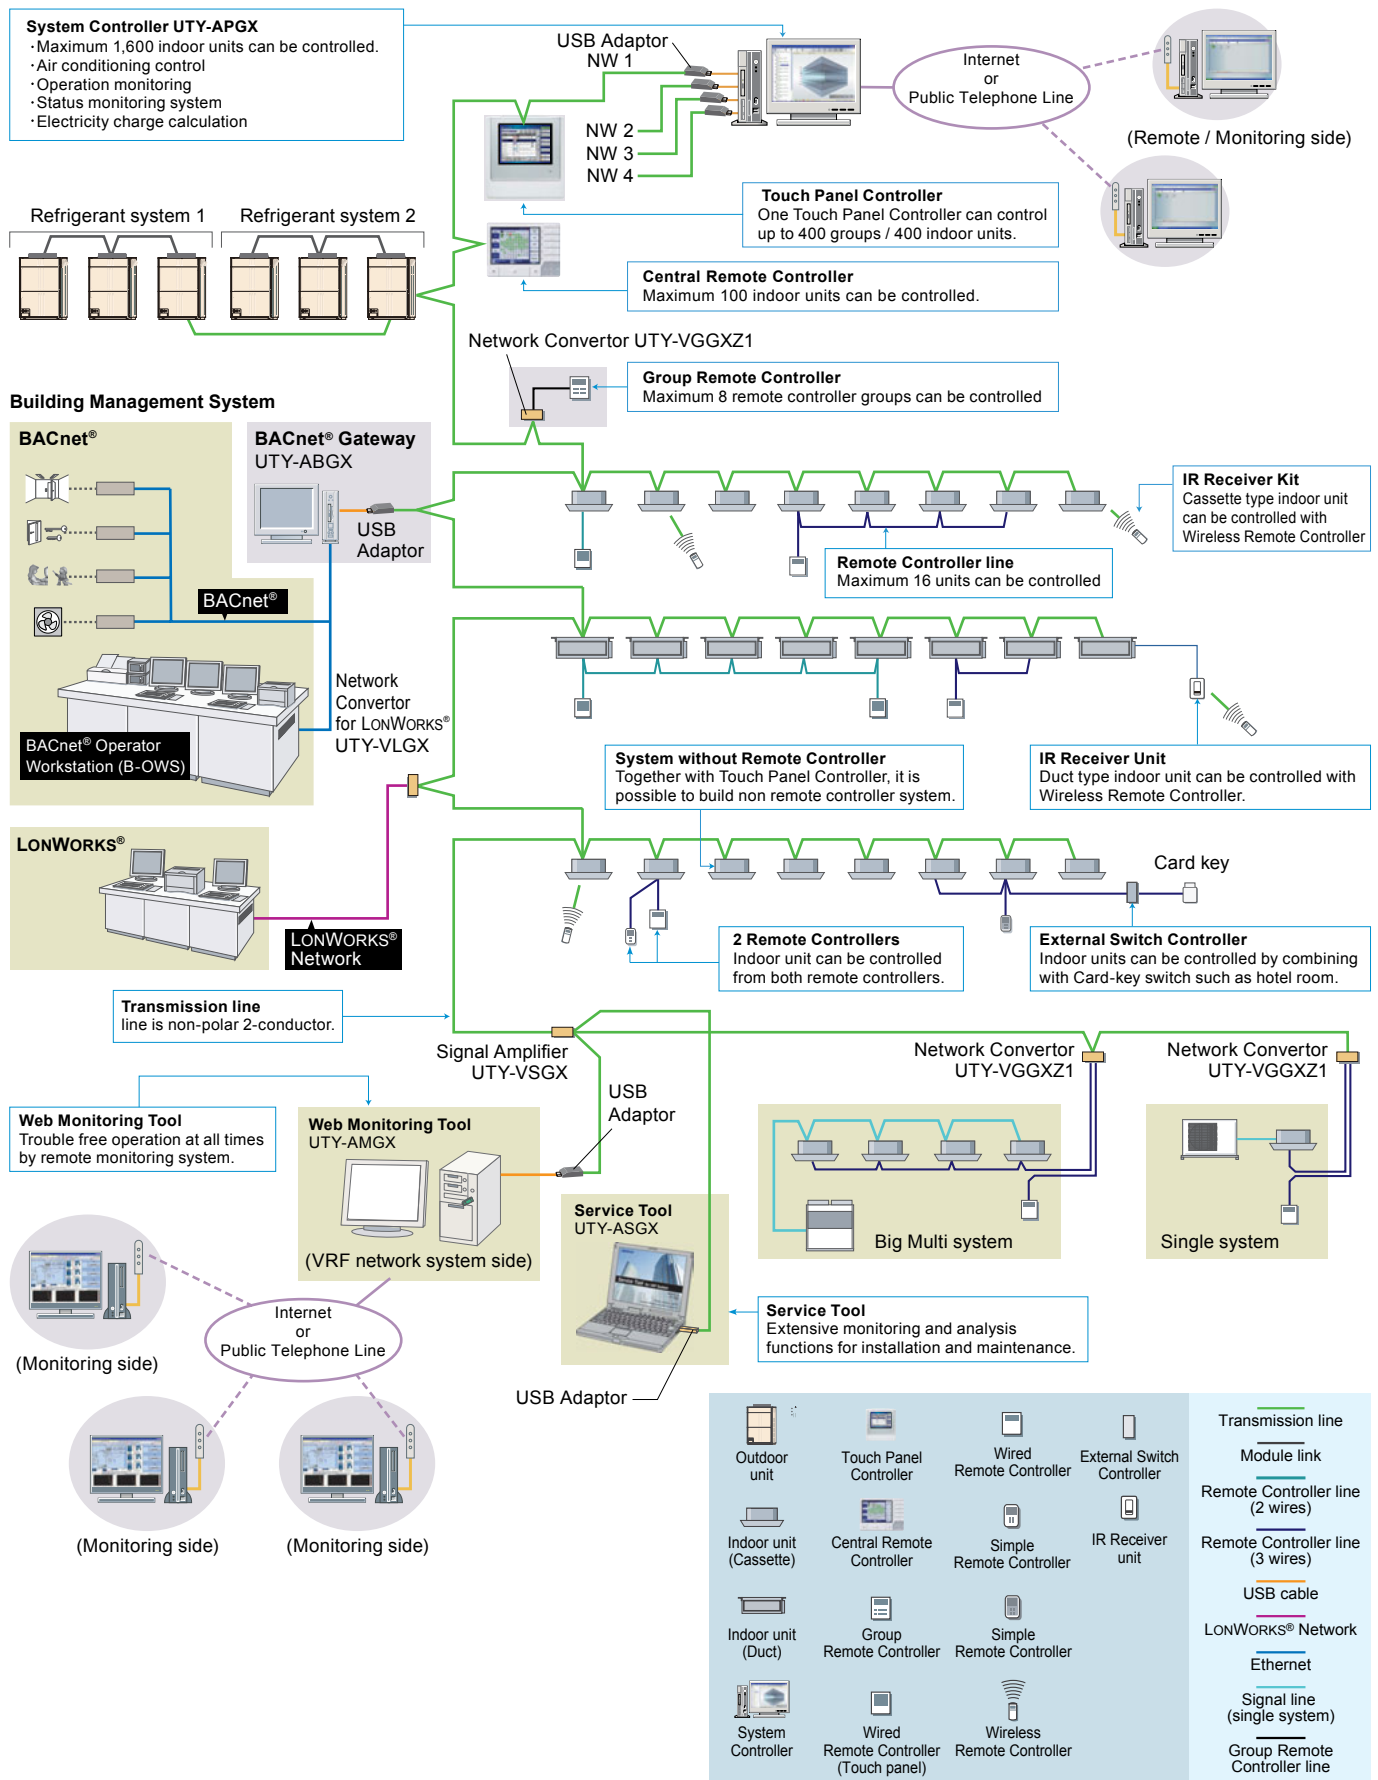 System Controller UTY-APGX
・Maximum 1,600 indoor units can be controlled.
・Air conditioning control
・Operation monitoring
・Status monitoring system
・Electricity charge calculation
USB Adaptor
NW 1
NW 2
NW 3
NW 4
Internet
or
Public Telephone Line
(Remote / Monitoring side)
Touch Panel Controller
One Touch Panel Controller can control
up to 400 groups / 400 indoor units.
Refrigerant system 1
Refrigerant system 2
Central Remote Controller
Maximum 100 indoor units can be controlled.
Network Convertor UTY-VGGXZ1
Group Remote Controller
Maximum 8 remote controller groups can be controlled
Building Management System
BACnet®
BACnet® Gateway
UTY-ABGX
USB
Adaptor
BACnet®
IR Receiver Kit
Cassette type indoor unit
can be controlled with
Wireless Remote Controller
Remote Controller line
Maximum 16 units can be controlled
Network
Convertor
for LONWORKS®
UTY-VLGX
BACnet® Operator
Workstation (B-OWS)
System without Remote Controller
Together with Touch Panel Controller, it is
possible to build non remote controller system.
IR Receiver Unit
Duct type indoor unit can be controlled with
Wireless Remote Controller.
LONWORKS®
LONWORKS®
Network
Card key
2 Remote Controllers
Indoor unit can be controlled
from both remote controllers.
External Switch Controller
Indoor units can be controlled by combining
with Card-key switch such as hotel room.
Transmission line
line is non-polar 2-conductor.
Signal Amplifier
UTY-VSGX
Network Convertor
UTY-VGGXZ1
Network Convertor
UTY-VGGXZ1
USB
Adaptor
Web Monitoring Tool
Trouble free operation at all times
by remote monitoring system.
Web Monitoring Tool
UTY-AMGX
(VRF network system side)
Service Tool
UTY-ASGX
Big Multi system
Single system
Internet
or
Public Telephone Line
(Monitoring side)
Service Tool
Extensive monitoring and analysis
functions for installation and maintenance.
USB Adaptor
(Monitoring side)
(Monitoring side)
Outdoor
unit
Touch Panel
Controller
Wired
Remote Controller
External Switch
Controller
Indoor unit
(Cassette)
Central Remote
Controller
Simple
Remote Controller
IR Receiver
unit
Indoor unit
(Duct)
Group
Remote Controller
Simple
Remote Controller
System
Controller
Wired
Remote Controller
(Touch panel)
Wireless
Remote Controller
Transmission line
Module link
Remote Controller line
(2 wires)
Remote Controller line
(3 wires)
USB cable
LONWORKS® Network
Ethernet
Signal line
(single system)
Group Remote
Controller line